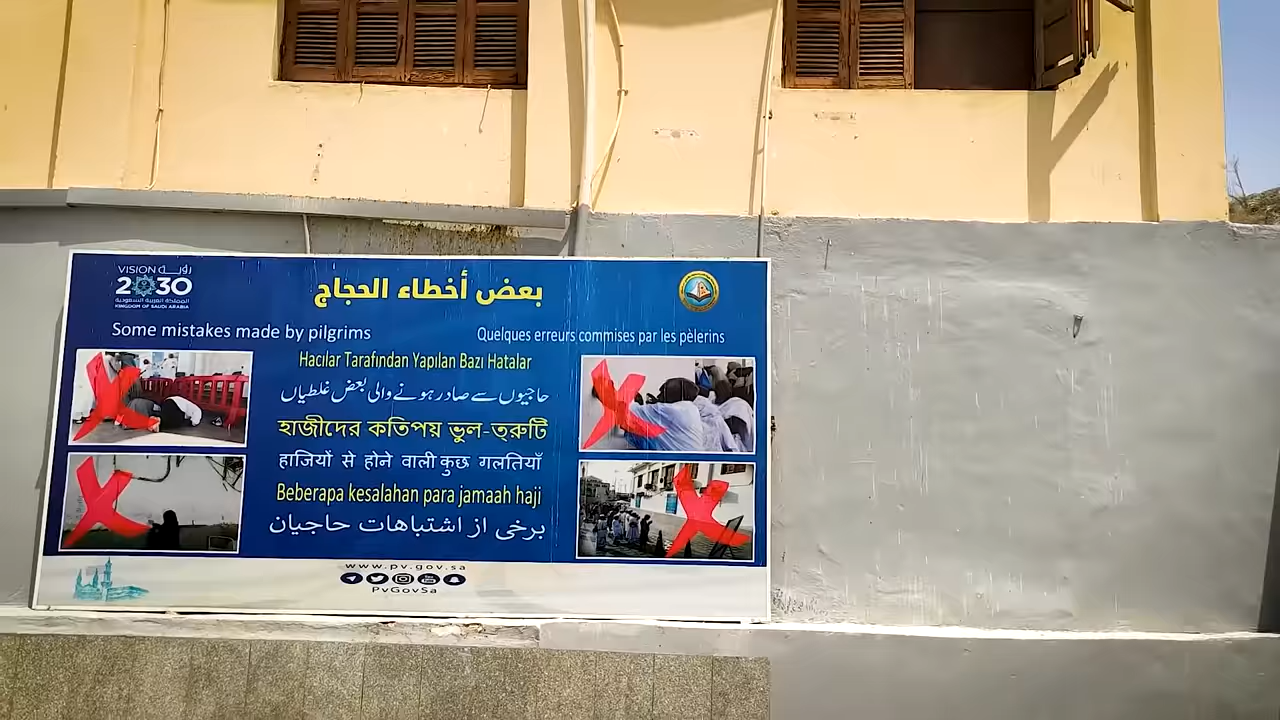 VISION رؤيــة
2030
المملكة العربية السعودية
KINGDOM OF SAUDI ARABIA
بعض أخطاء الحجاج
Some mistakes made by pilgrims
Quelques erreurs commises par les pèlerins
Hacılar Tarafından Yapılan Bazı Hatalar
حاجیوں سے صادر ہونے والی بعض غلطیاں
হাজীদের কতিপয় ভুল-ত্রুটি
हाजियों से होने वाली कुछ गलतियाँ
Beberapa kesalahan para jamaah haji
برخی از اشتباهات حاجیان
www.pv.gov.sa
PvGovSa